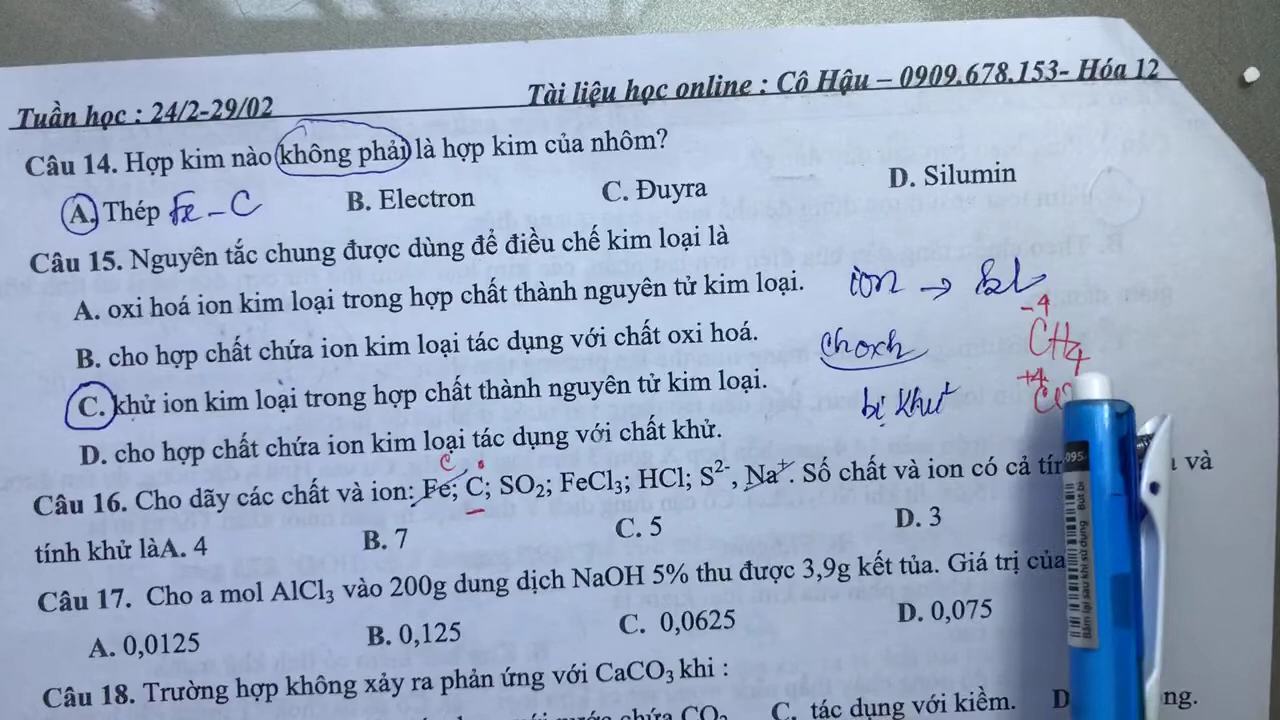 Tuần học : 24/2-29/02 Tài liệu học online : Cô Hậu – 0909.678.153- Hóa 12
Câu 14. Hợp kim nào không phải là hợp kim của nhôm?
A. Thép Fe - C B. Electron C. Đuyra D. Silumin
Câu 15. Nguyên tắc chung được dùng để điều chế kim loại là
A. oxi hoá ion kim loại trong hợp chất thành nguyên tử kim loại. ion →
B. cho hợp chất chứa ion kim loại tác dụng với chất oxi hoá. choxh -4 CH4
C. khử ion kim loại trong hợp chất thành nguyên tử kim loại. bị khử +4
D. cho hợp chất chứa ion kim loại tác dụng với chất khử.
Câu 16. Cho dãy các chất và ion: Fe; C; SO2; FeCl3; HCl; S2-, Na+. Số chất và ion có cả và
tính khử làA. 4 B. 7 C. 5 D. 3
Câu 17. Cho a mol AlCl3 vào 200g dung dịch NaOH 5% thu được 3,9g kết tủa. Giá trị của
A. 0,0125 B. 0,125 C. 0,0625 D. 0,075
Câu 18. Trường hợp không xảy ra phản ứng với CaCO3 khi :
chứa CO2 C. tác dụng với kiềm. D
095